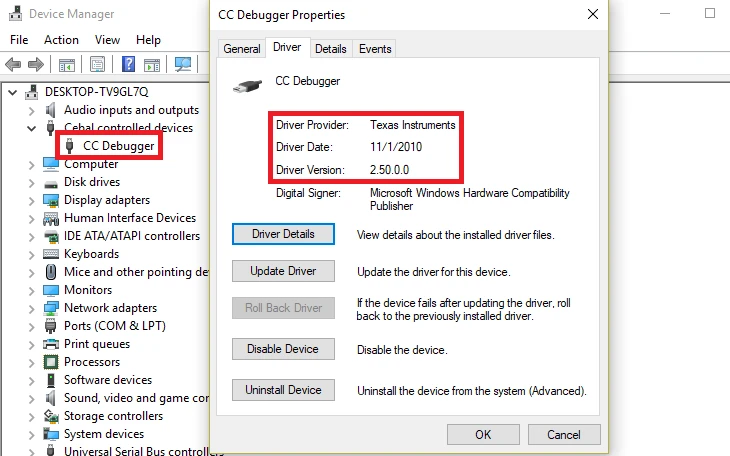 Device Manager
File Action View Help
DESKTOP-TV9GL7Q
Audio inputs and outputs
Cebal controlled devices
CC Debugger
Computer
Disk drives
Display adapters
Human Interface Devices
IDE ATA/ATAPI controllers
Keyboards
Mice and other pointing de
Monitors
Network adapters
Ports (COM & LPT)
Print queues
Processors
Software devices
Sound, video and game cor
Storage controllers
System devices
Universal Serial Bus controllers
CC Debugger Properties
General Driver Details Events
CC Debugger
Driver Provider: Texas Instruments
Driver Date: 11/1/2010
Driver Version: 2.50.0.0
Digital Signer: Microsoft Windows Hardware Compatibility
Publisher
Driver Details View details about the installed driver files.
Update Driver Update the driver for this device.
Roll Back Driver If the device fails after updating the driver, roll
back to the previously installed driver.
Disable Device Disable the device.
Uninstall Device Uninstall the device from the system (Advanced).
OK Cancel